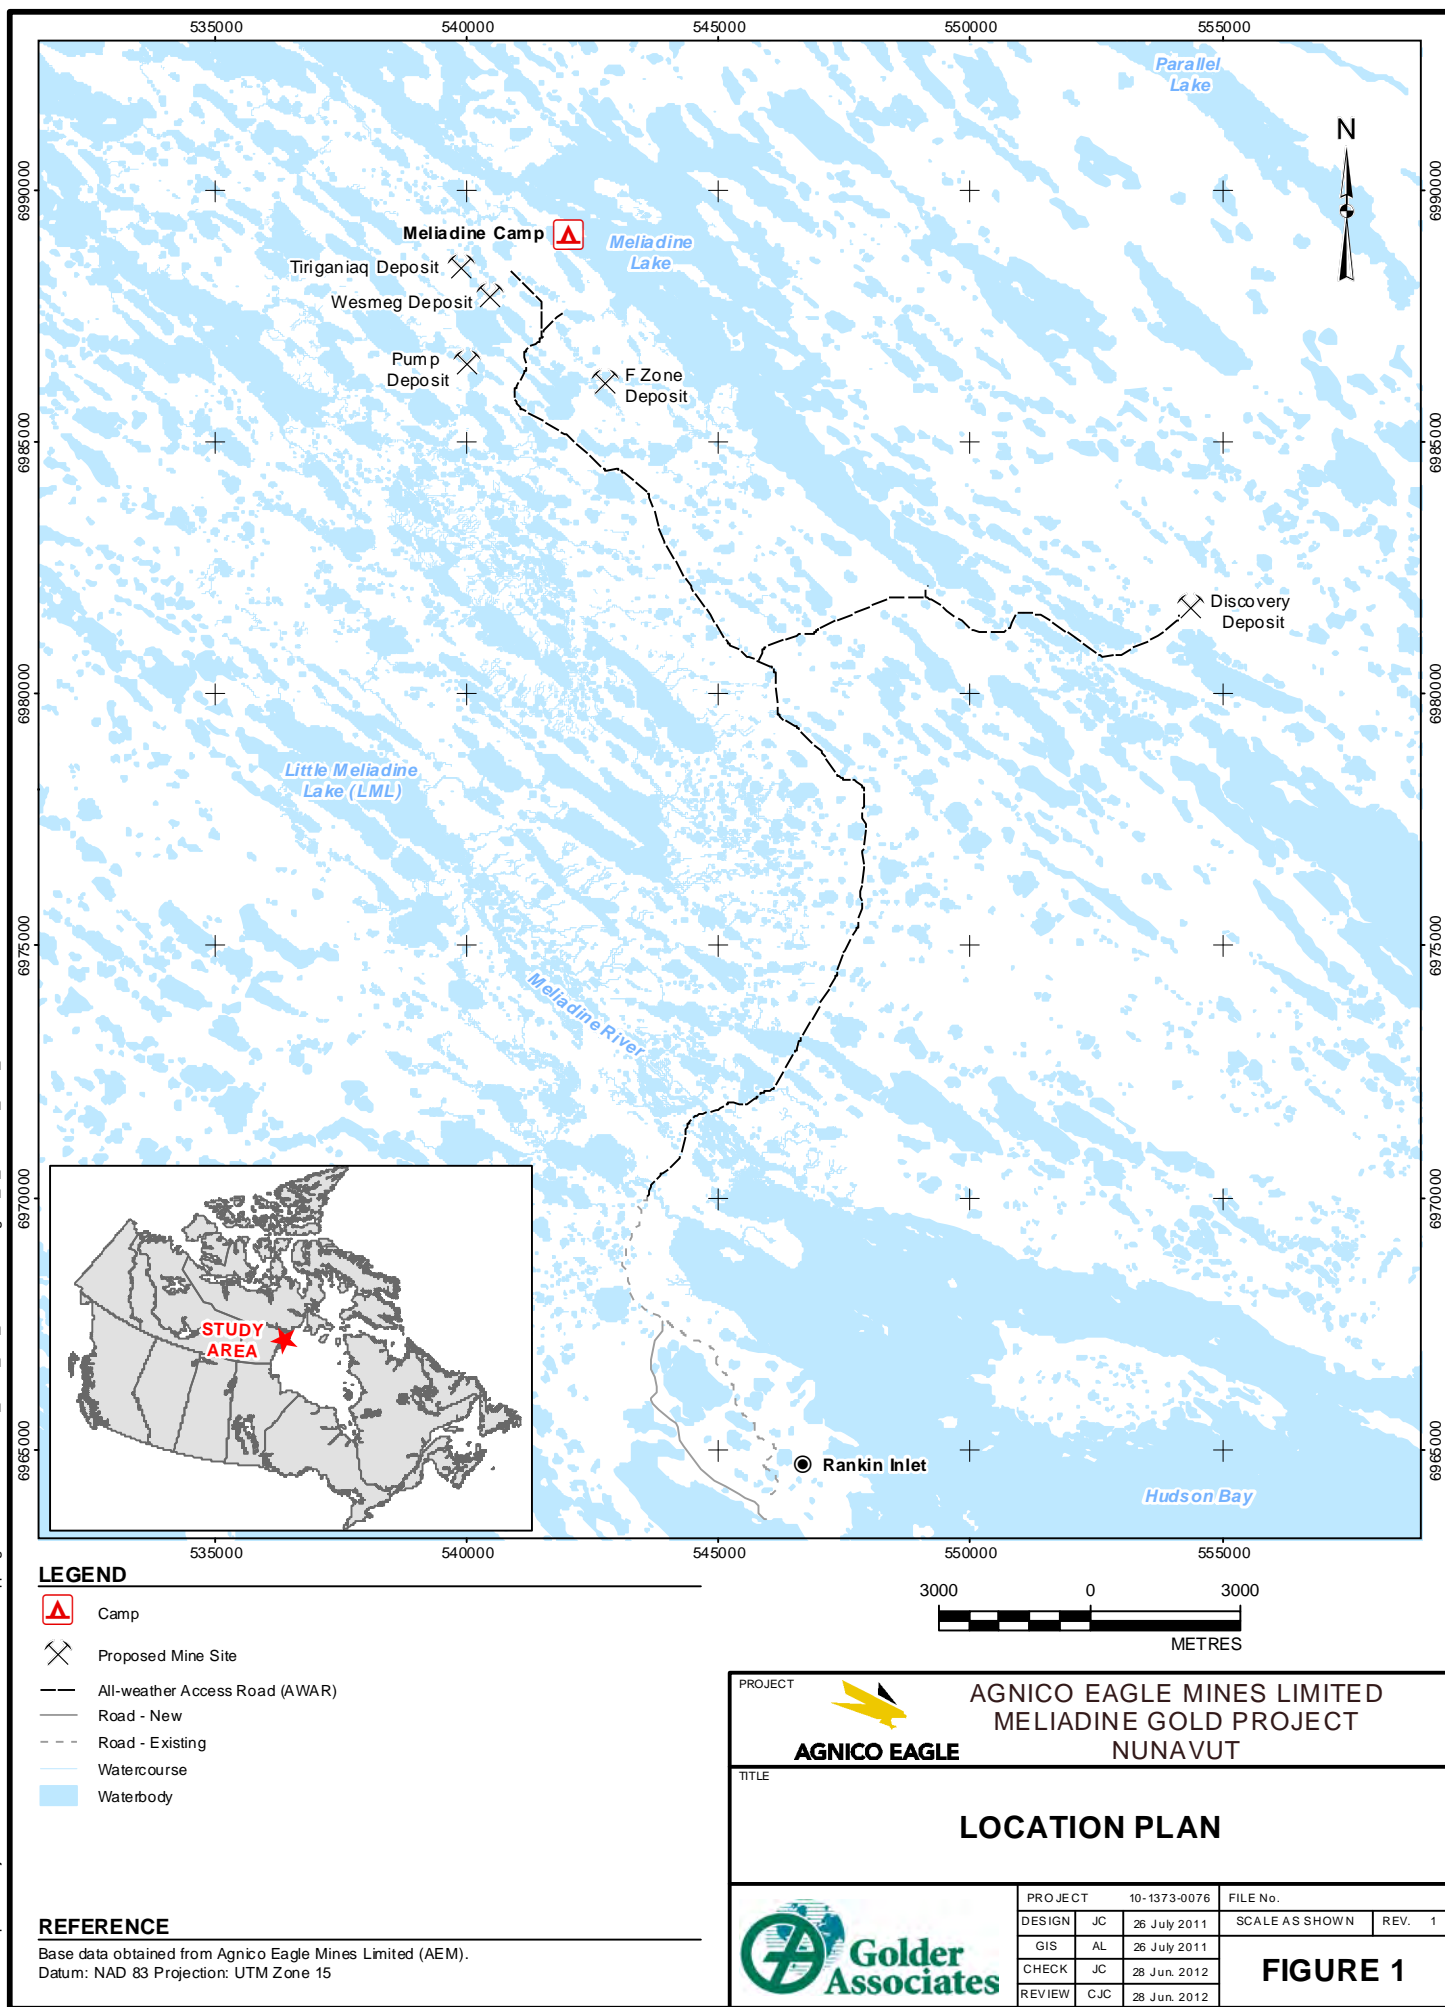 535000 540000 545000 550000 555000
Parallel
Lake
N
6990000 6990000
Meliadine Camp
Meliadine
Lake
Tiriganiaq Deposit
Wesmeg Deposit
Pump
Deposit
F Zone
Deposit
6985000 6985000
Discovery
Deposit
6980000 6980000
Little Meliadine
Lake (LML)
6975000 6975000
Meliadine River
6970000 6970000
STUDY
AREA
6965000 6965000
Rankin Inlet
Hudson Bay
535000 540000 545000 550000 555000
LEGEND
Camp
Proposed Mine Site
All-weather Access Road (AWAR)
Road - New
Road - Existing
Watercourse
Waterbody
3000 0 3000
METRES
REFERENCE
Base data obtained from Agnico Eagle Mines Limited (AEM).
Datum: NAD 83 Projection: UTM Zone 15
PROJECT
AGNICO EAGLE
AGNICO EAGLE MINES LIMITED
MELIADINE GOLD PROJECT
NUNAVUT
TITLE
LOCATION PLAN
Golder
Associates
PROJECT 10-1373-0076 FILE No.
DESIGN JC 26 July 2011 SCALE AS SHOWN REV. 1
GIS AL 26 July 2011
CHECK JC 28 Jun. 2012
REVIEW CJC 28 Jun. 2012
FIGURE 1